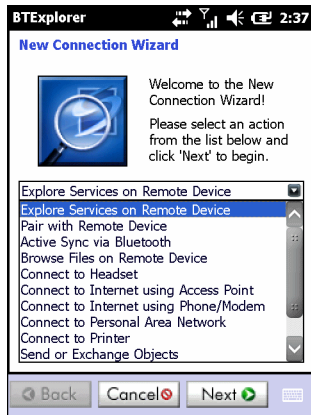 BTExplorer 2:37
New Connection Wizard
Welcome to the New
Connection Wizard!
Please select an action
from the list below and
click 'Next' to begin.
Explore Services on Remote Device
Explore Services on Remote Device
Pair with Remote Device
Active Sync via Bluetooth
Browse Files on Remote Device
Connect to Headset
Connect to Internet using Access Point
Connect to Internet using Phone/Modem
Connect to Personal Area Network
Connect to Printer
Send or Exchange Objects
Back Cancel Next